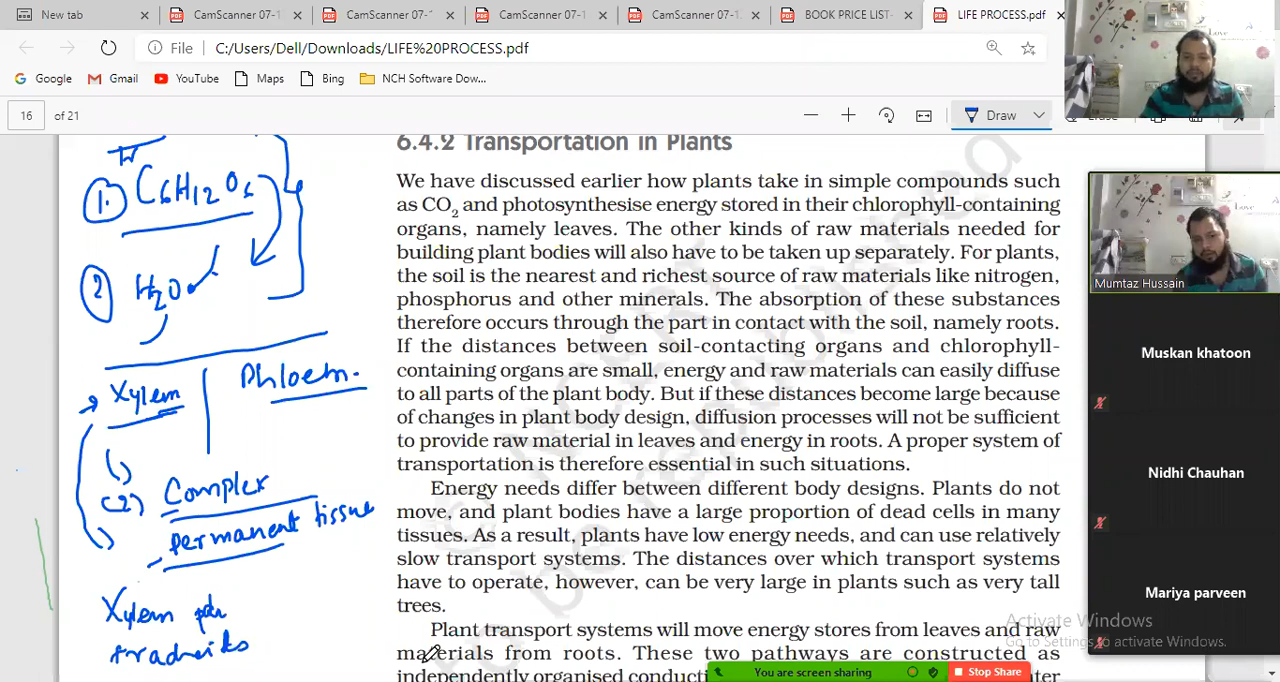 New tab
CamScanner 07-1
CamScanner 07-
CamScanner 07-1
CamScanner 07-1
BOOK PRICE LIST-
LIFE PROCESS.pdf
File
C:/Users/Dell/Downloads/LIFE%20PROCESS.pdf
Google
Gmail
YouTube
Maps
Bing
NCH Software Dow...
16
of 21
Draw
Erase
6.4.2 Transportation in Plants
We have discussed earlier how plants take in simple compounds such
as CO2 and photosynthesise energy stored in their chlorophyll-containing
organs, namely leaves. The other kinds of raw materials needed for
building plant bodies will also have to be taken up separately. For plants,
the soil is the nearest and richest source of raw materials like nitrogen,
phosphorus and other minerals. The absorption of these substances
therefore occurs through the part in contact with the soil, namely roots.
If the distances between soil-contacting organs and chlorophyll-
containing organs are small, energy and raw materials can easily diffuse
to all parts of the plant body. But if these distances become large because
of changes in plant body design, diffusion processes will not be sufficient
to provide raw material in leaves and energy in roots. A proper system of
transportation is therefore essential in such situations.
Energy needs differ between different body designs. Plants do not
move, and plant bodies have a large proportion of dead cells in many
tissues. As a result, plants have low energy needs, and can use relatively
slow transport systems. The distances over which transport systems
have to operate, however, can be very large in plants such as very tall
trees.
Plant transport systems will move energy stores from leaves and raw
materials from roots. These two pathways are constructed as
independently organised conducti
1. C6H12O6
2) H2O
Xylem
Phloem.
1)
(2) Complex
permanent tissue
Xylem
Mumtaz Hussain
Muskan khatoon
Nidhi Chauhan
Mariya parveen
Activate Windows
Go to Settings to activate Windows.
You are screen sharing
Stop Share
© NCERT
to be republished